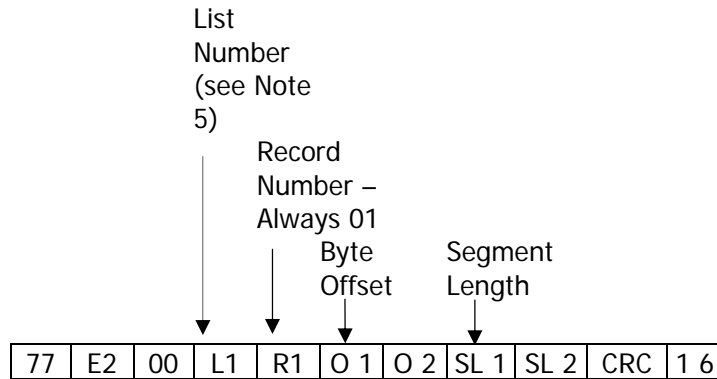 List
Number
(see Note
5)
Record
Number –
Always 01
Byte
Offset
Segment
Length
77 E2 00 L1 R1 O 1 O 2 SL 1 SL 2 CRC 1 6